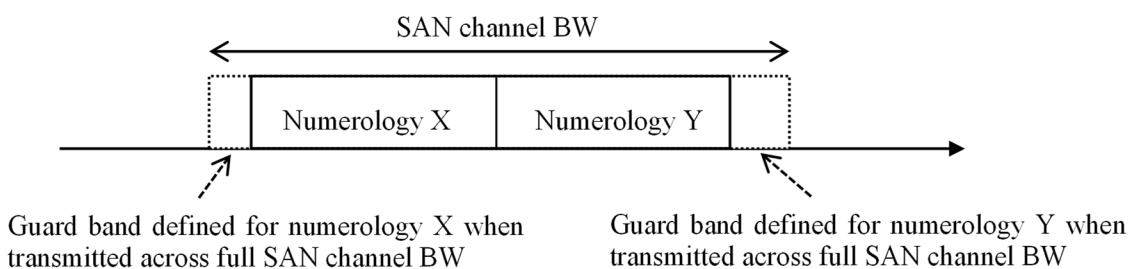 SAN channel BW
Numerology X
Numerology Y
Guard band defined for numerology X when
transmitted across full SAN channel BW
Guard band defined for numerology Y when
transmitted across full SAN channel BW